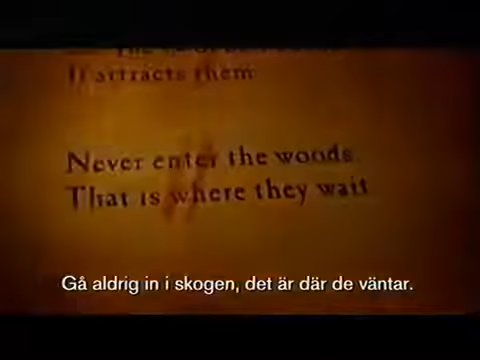 It attracts them
Never enter the woods.
That is where they wait
Gå aldrig in i skogen, det är där de väntar.